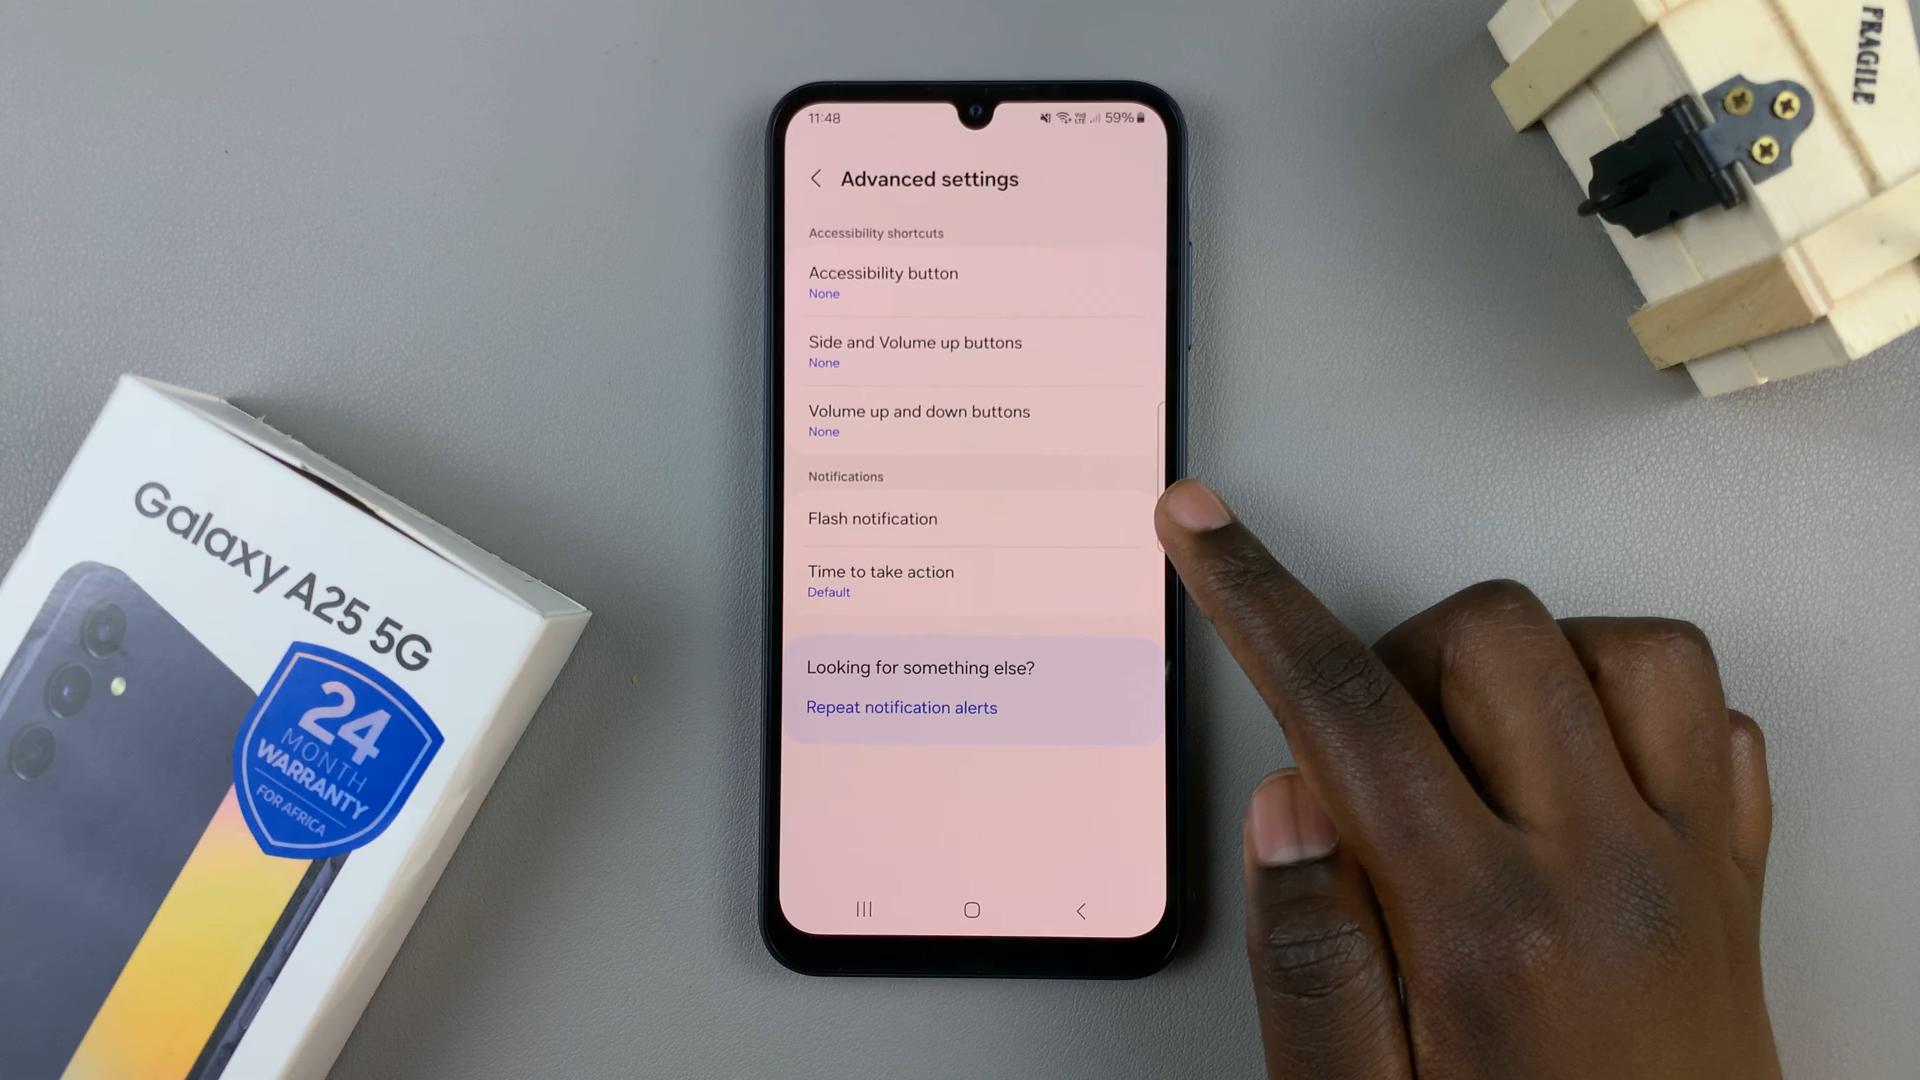 11:48
Vo)
LTE
59%
Advanced settings
Accessibility shortcuts
Accessibility button
None
Side and Volume up buttons
None
Volume up and down buttons
None
Notifications
Flash notification
Time to take action
Default
Looking for something else?
Repeat notification alerts
Galaxy A25 5G
24
MONTH
WARRANTY
FOR AFRICA
FRAGILE